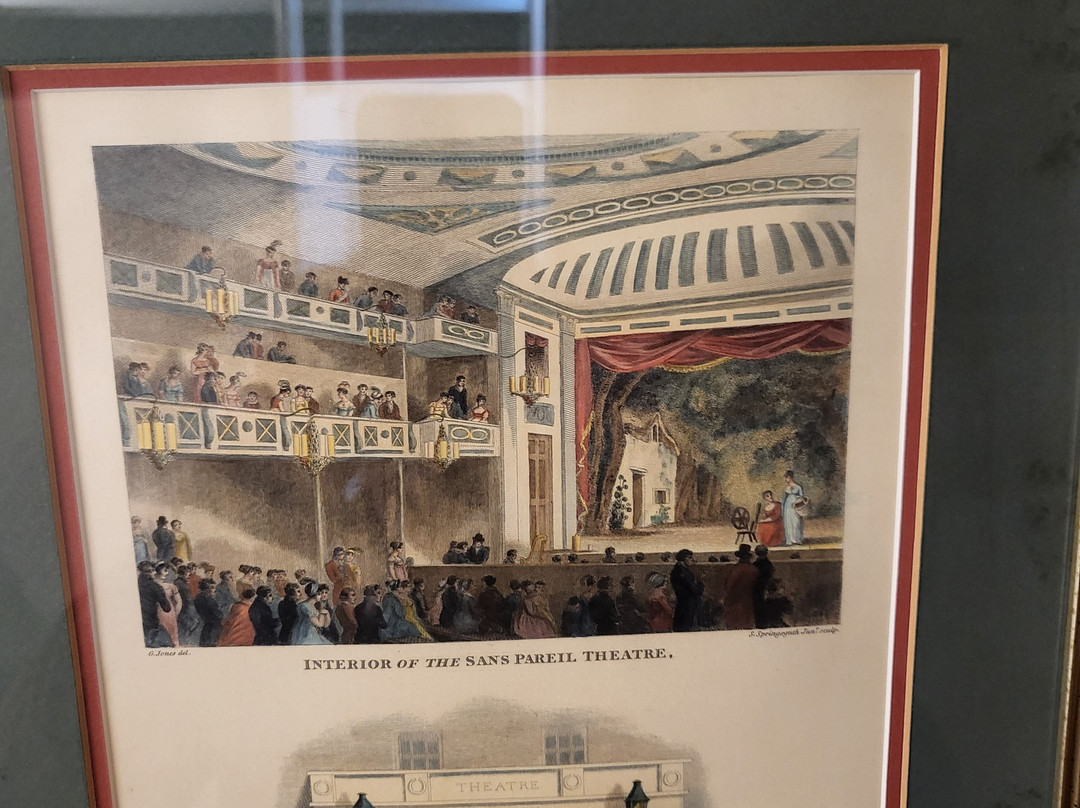 G. Jones del.
S. Springsguth Junr. sculp.
INTERIOR OF THE SANS PAREIL THEATRE.
THEATRE